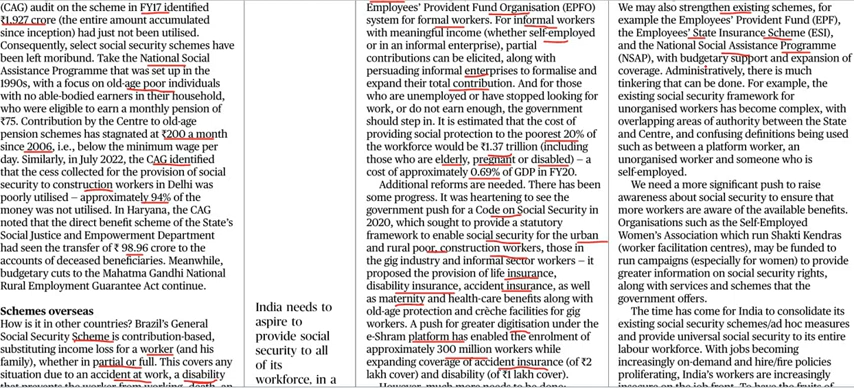 (CAG) audit on the scheme in FY17 identified
₹1,927 crore (the entire amount accumulated
since inception) had just not been utilised.
Consequently, select social security schemes have
been left moribund. Take the National Social
Assistance Programme that was set up in the
1990s, with a focus on old-age poor individuals
with no able-bodied earners in their household,
who were eligible to earn a monthly pension of
₹75. Contribution by the Centre to old-age
pension schemes has stagnated at ₹200 a month
since 2006, i.e., below the minimum wage per
day. Similarly, in July 2022, the CAG identified
that the cess collected for the provision of social
security to construction workers in Delhi was
poorly utilised – approximately 94% of the
money was not utilised. In Haryana, the CAG
noted that the direct benefit scheme of the State's
Social Justice and Empowerment Department
had seen the transfer of ₹ 98.96 crore to the
accounts of deceased beneficiaries. Meanwhile,
budgetary cuts to the Mahatma Gandhi National
Rural Employment Guarantee Act continue.
Schemes overseas
How is it in other countries? Brazil's General
Social Security Scheme is contribution-based,
substituting income loss for a worker (and his
family), whether in partial or full. This covers any
situation due to an accident at work, a disability
India needs to
aspire to
provide social
security to all
of its
workforce, in a
Employees' Provident Fund Organisation (EPFO)
system for formal workers. For informal workers
with meaningful income (whether self-employed
or in an informal enterprise), partial
contributions can be elicited, along with
persuading informal enterprises to formalise and
expand their total contribution. And for those
who are unemployed or have stopped looking for
work, or do not earn enough, the government
should step in. It is estimated that the cost of
providing social protection to the poorest 20% of
the workforce would be ₹1.37 trillion (including
those who are elderly, pregnant or disabled) – a
cost of approximately 0.69% of GDP in FY20.
Additional reforms are needed. There has been
some progress. It was heartening to see the
government push for a Code on Social Security in
2020, which sought to provide a statutory
framework to enable social security for the urban
and rural poor, construction workers, those in
the gig industry and informal sector workers – it
proposed the provision of life insurance,
disability insurance, accident insurance, as well
as maternity and health-care benefits along with
old-age protection and crèche facilities for gig
workers. A push for greater digitisation under the
e-Shram platform has enabled the enrolment of
approximately 300 million workers while
expanding coverage of accident insurance (of ₹2
lakh cover) and disability (of ₹1 lakh cover).
However, much more needs to be done:
We may also strengthen existing schemes, for
example the Employees' Provident Fund (EPF),
the Employees' State Insurance Scheme (ESI),
and the National Social Assistance Programme
(NSAP), with budgetary support and expansion of
coverage. Administratively, there is much
tinkering that can be done. For example, the
existing social security framework for
unorganised workers has become complex, with
overlapping areas of authority between the State
and Centre, and confusing definitions being used
such as between a platform worker, an
unorganised worker and someone who is
self-employed.
We need a more significant push to raise
awareness about social security to ensure that
more workers are aware of the available benefits.
Organisations such as the Self-Employed
Women's Association which run Shakti Kendras
(worker facilitation centres), may be funded to
run campaigns (especially for women) to provide
greater information on social security rights,
along with services and schemes that the
government offers.
The time has come for India to consolidate its
existing social security schemes/ad hoc measures
and provide universal social security to its entire
labour workforce. With jobs becoming
increasingly on-demand and hire/fire policies
proliferating, India's workers are increasingly